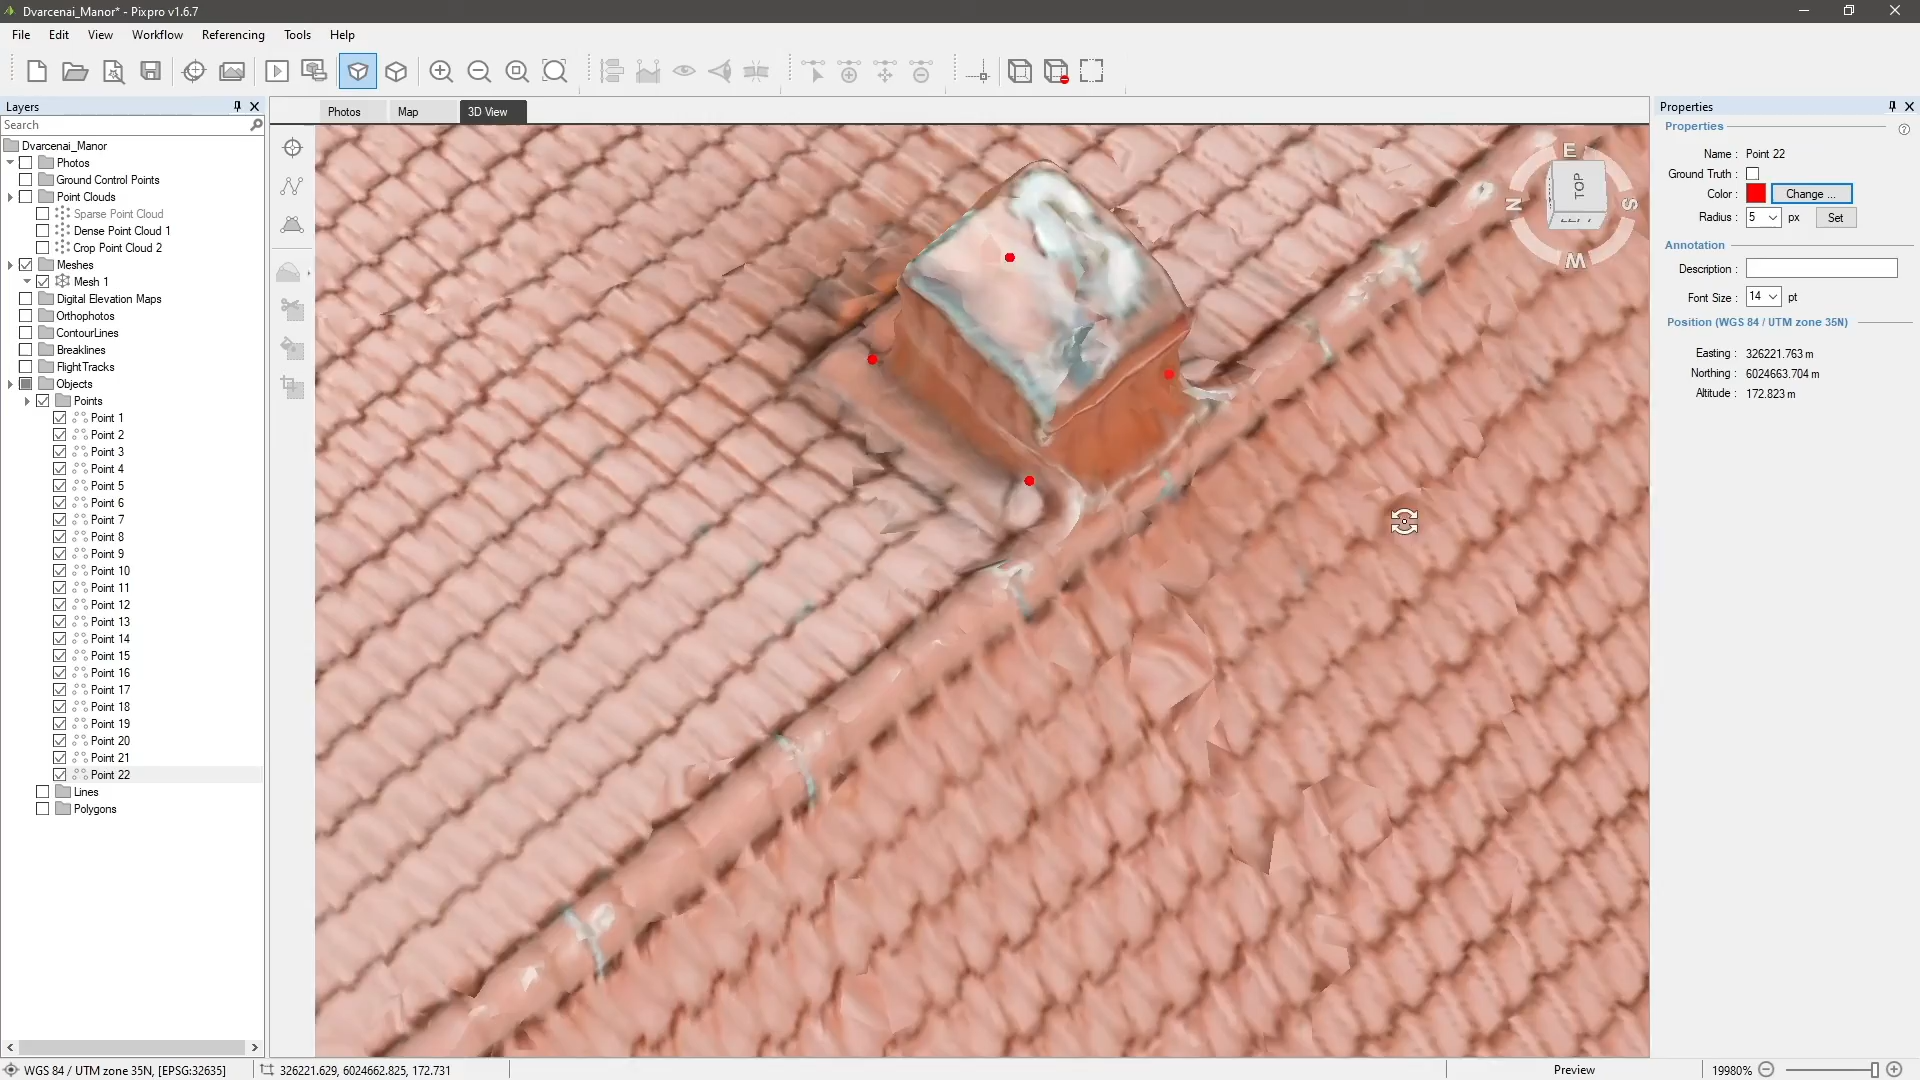 Dvarcenai_Manor* - Pixpro v1.6.7
File Edit View Workflow Referencing Tools Help
Layers
Search
Dvarcenai_Manor
Photos
Ground Control Points
Point Clouds
Sparse Point Cloud
Dense Point Cloud 1
Crop Point Cloud 2
Meshes
Mesh 1
Digital Elevation Maps
Orthophotos
ContourLines
Breaklines
FlightTracks
Objects
Points
Point 1
Point 2
Point 3
Point 4
Point 5
Point 6
Point 7
Point 8
Point 9
Point 10
Point 11
Point 12
Point 13
Point 14
Point 15
Point 16
Point 17
Point 18
Point 19
Point 20
Point 21
Point 22
Lines
Polygons
Photos Map 3D View
E
N TOP S
LEFT
W
Properties
Properties
Name : Point 22
Ground Truth :
Color : Change ...
Radius : 5 px Set
Annotation
Description :
Font Size : 14 pt
Position (WGS 84 / UTM zone 35N)
Easting : 326221.763 m
Northing : 6024663.704 m
Altitude : 172.823 m
WGS 84 / UTM zone 35N, [EPSG:32635] 326221.629, 6024662.825, 172.731 Preview 19980%